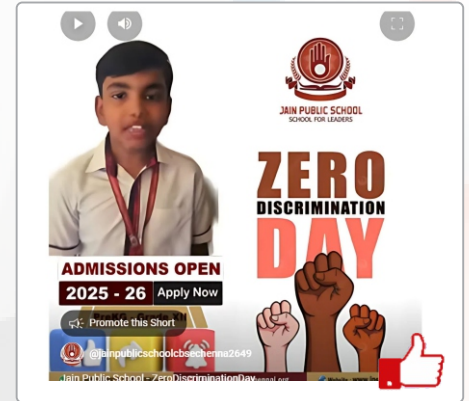 JAIN PUBLIC SCHOOL
SCHOOL FOR LEADERS
ZERO
DISCRIMINATION
DAY
ADMISSIONS OPEN
2025 - 26 Apply Now
Promote this Short
@jainpublicschoolcbsechenna2649
Jain Public School - ZeroDiscriminationDay